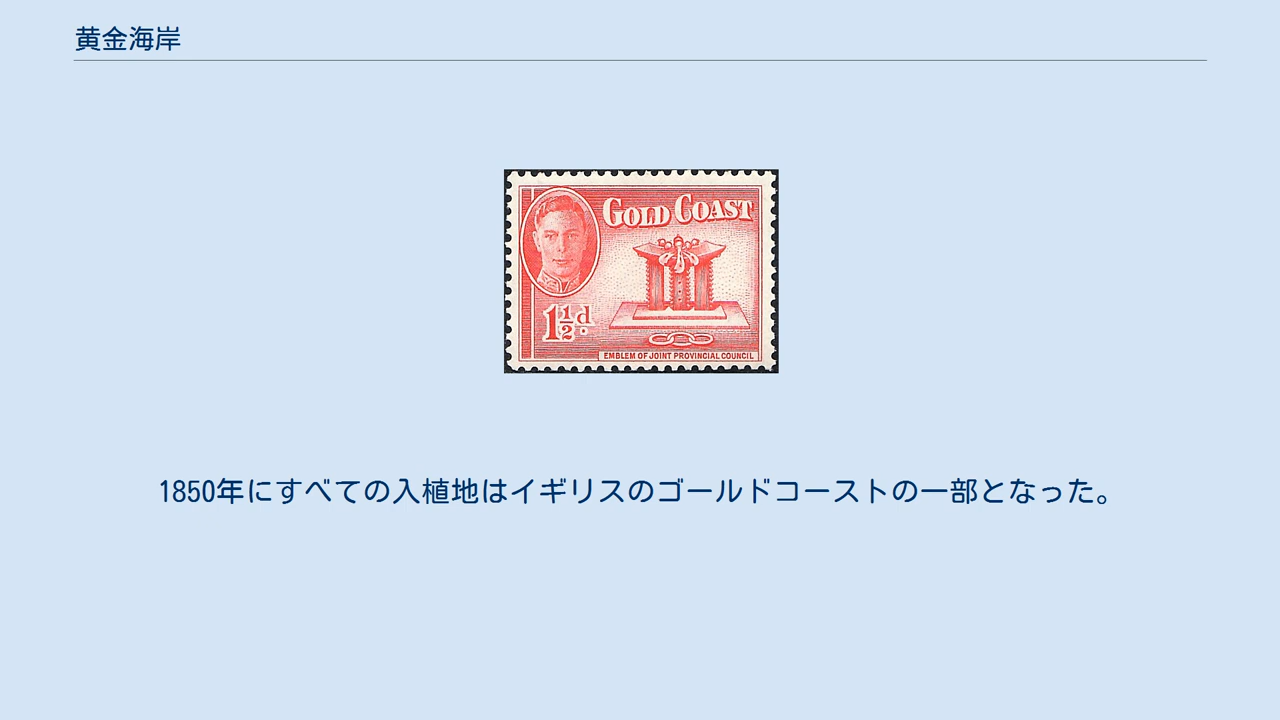 黄金海岸
GOLD COAST
1½d.
EMBLEM OF JOINT PROVINCIAL COUNCIL
1850年にすべての入植地はイギリスのゴールドコーストの一部となった。